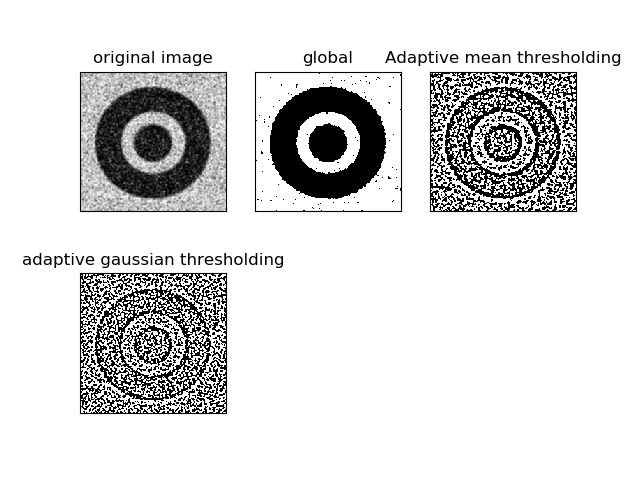 original image
global
Adaptive mean thresholding
adaptive gaussian thresholding